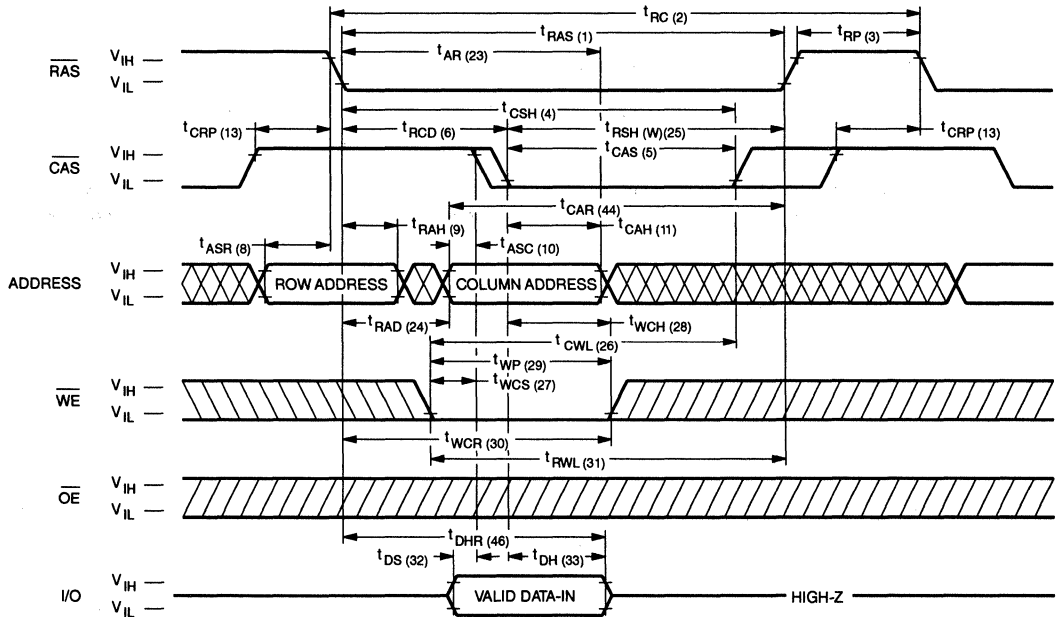 t RC (2)
t RAS (1)
t RP (3)
t AR (23)
RAS
V IH
V IL
t CSH (4)
t CRP (13)
t RCD (6)
t RSH (W)(25)
t CRP (13)
t CAS (5)
CAS
V IH
V IL
t CAR (44)
t RAH (9)
t CAH (11)
t ASR (8)
t ASC (10)
ADDRESS
V IH
V IL
ROW ADDRESS
COLUMN ADDRESS
t RAD (24)
t WCH (28)
t CWL (26)
t WP (29)
t WCS (27)
WE
V IH
V IL
t WCR (30)
t RWL (31)
OE
V IH
V IL
t DHR (46)
t DS (32)
t DH (33)
I/O
V IH
V IL
VALID DATA-IN
HIGH-Z